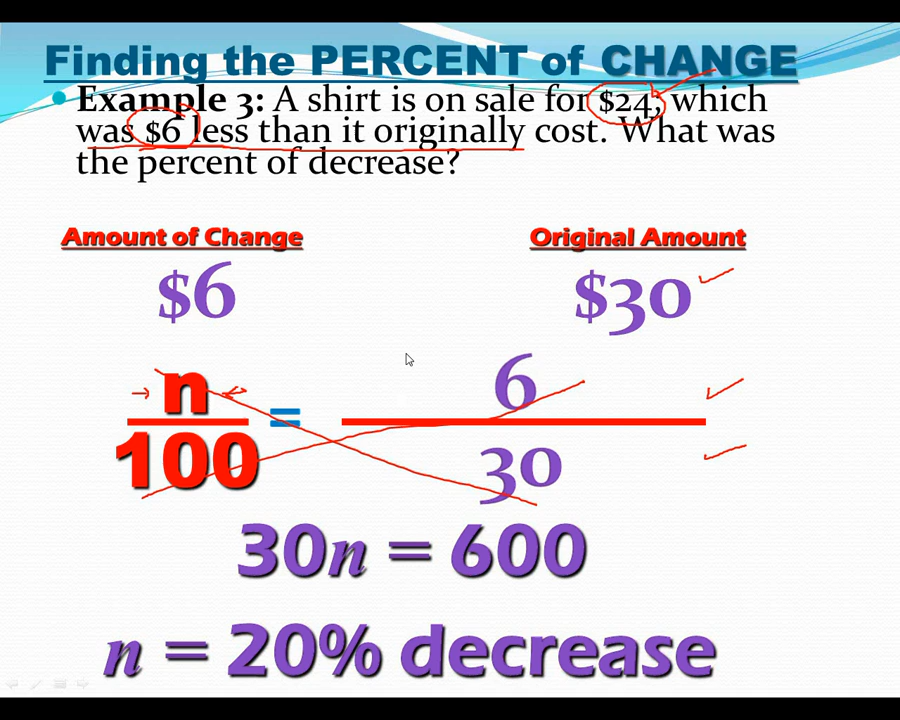 Finding the PERCENT of CHANGE
• Example 3: A shirt is on sale for $24, which
was $6 less than it originally cost. What was
the percent of decrease?
Amount of Change Original Amount
$6 $30
n 6
=
100 30
30n = 600
n = 20% decrease